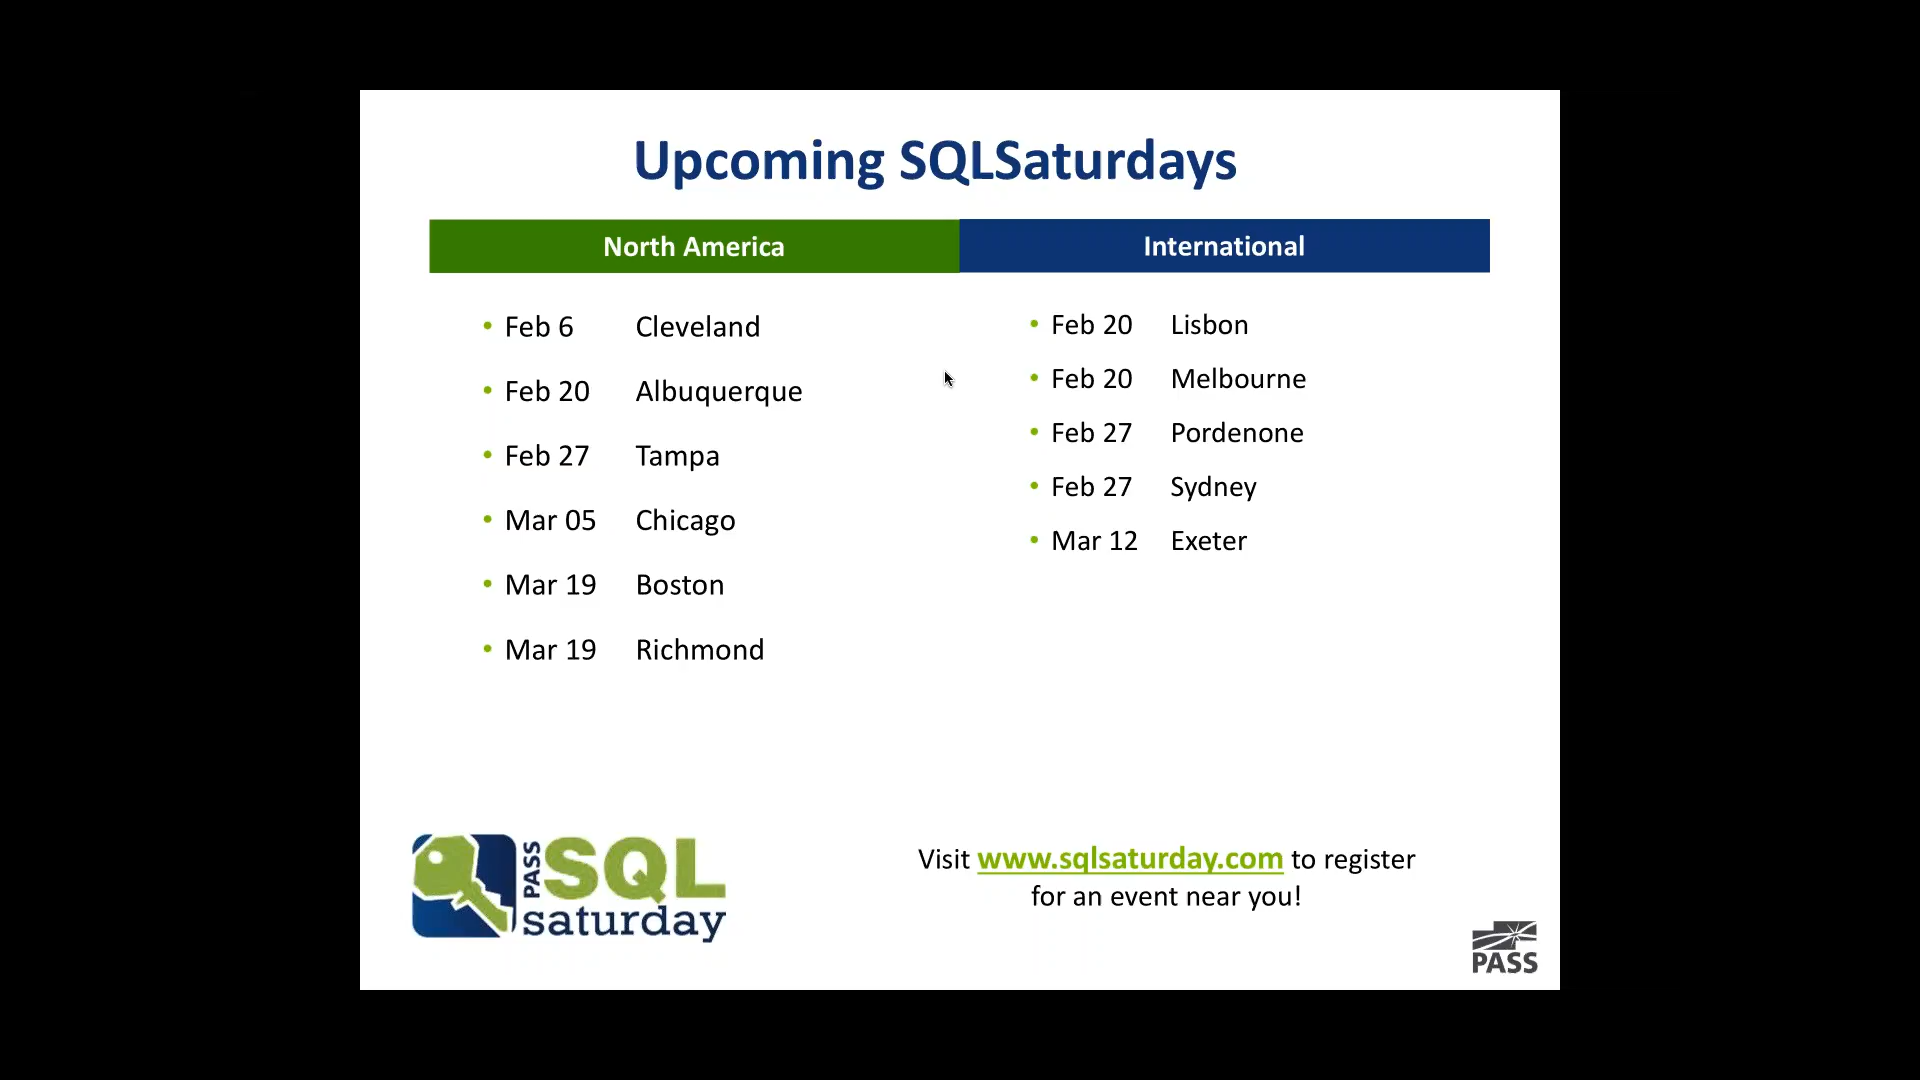 Upcoming SQLSaturdays
North America
• Feb 6 Cleveland
• Feb 20 Albuquerque
• Feb 27 Tampa
• Mar 05 Chicago
• Mar 19 Boston
• Mar 19 Richmond
International
• Feb 20 Lisbon
• Feb 20 Melbourne
• Feb 27 Pordenone
• Feb 27 Sydney
• Mar 12 Exeter
PASS
SQL
saturday
Visit www.sqlsaturday.com to register
for an event near you!
PASS